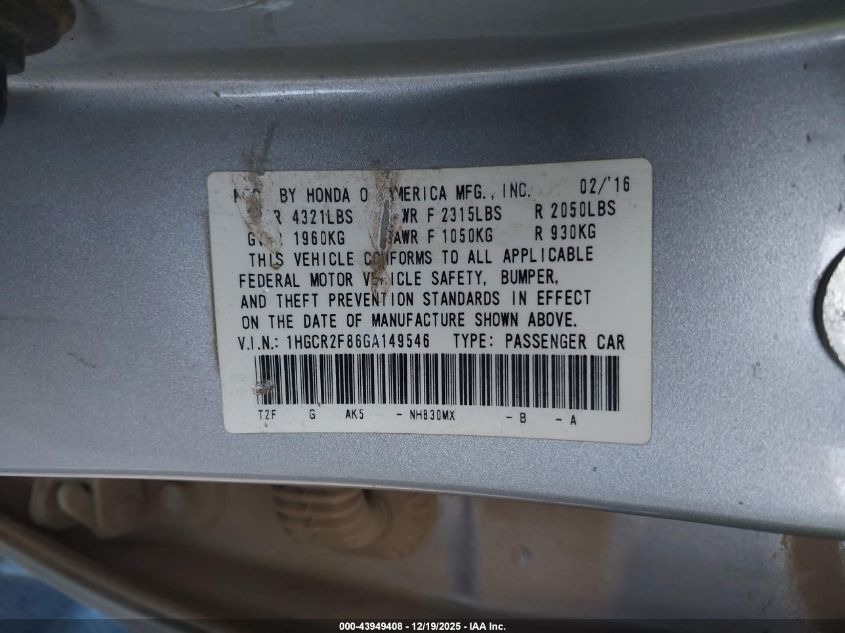 BY HONDA O AMERICA MFG., INC. 02/'16
R 4321LBS WR F 2315LBS R 2050LBS
1960KG AWR F 1050KG R 930KG
THIS VEHICLE CONFORMS TO ALL APPLICABLE
FEDERAL MOTOR VEHICLE SAFETY, BUMPER,
AND THEFT PREVENTION STANDARDS IN EFFECT
ON THE DATE OF MANUFACTURE SHOWN ABOVE.
V.I.N.: 1HGCR2F86GA149546 TYPE: PASSENGER CAR
T2F G AK5 - NH830MX - B - A
000-43949408 - 12/19/2025 - IAA Inc.